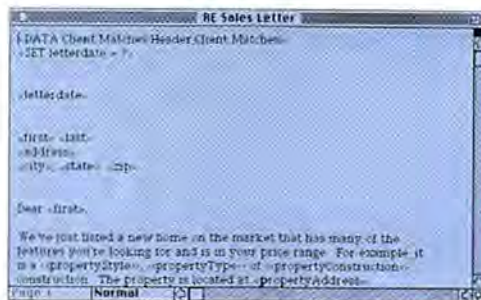 RE Sales Letter
«DATA Client Matches Header,Client Matches»
«SET letterdate = ?»
«letterdate»
«first» «last»
«address»
«city», «state» «zip»
Dear «first»,
We've just listed a new home on the market that has many of the
features you're looking for and is in your price range. For example, it
is a «propertyStyle», «propertyType» of «propertyConstruction»
construction. The property is located at «propertyAddress»
Page 1 Normal